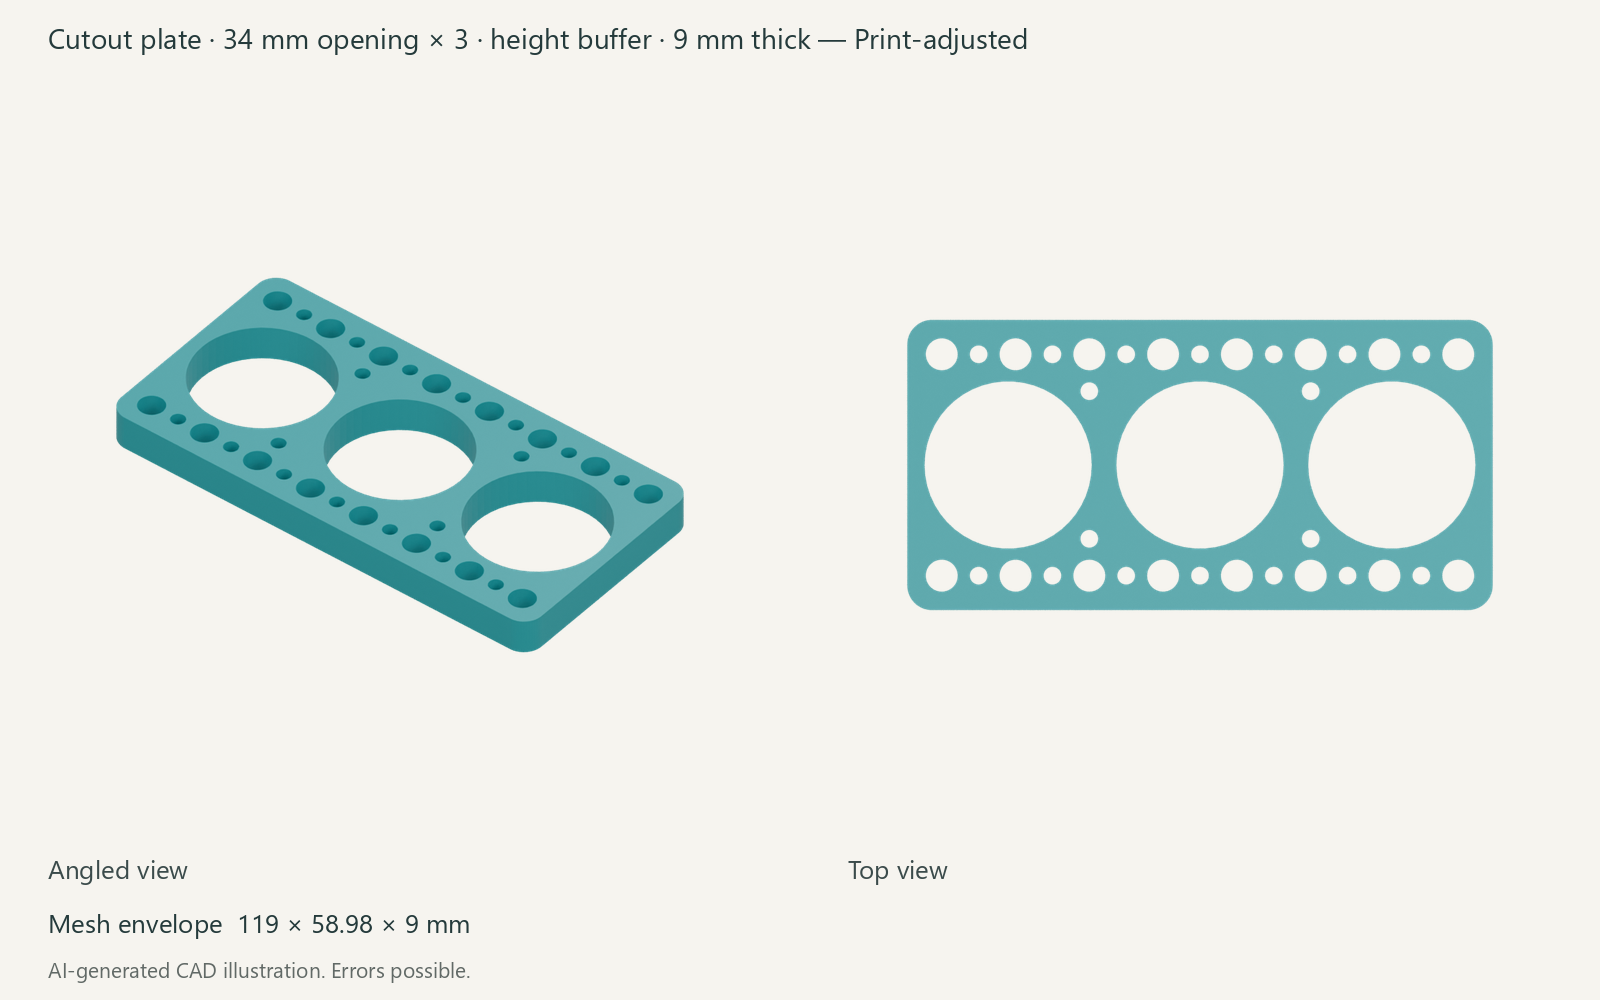 Cutout plate · 34 mm opening × 3 · height buffer · 9 mm thick — Print-adjusted
Angled view
Top view
Mesh envelope 119 × 58.98 × 9 mm
AI-generated CAD illustration. Errors possible.